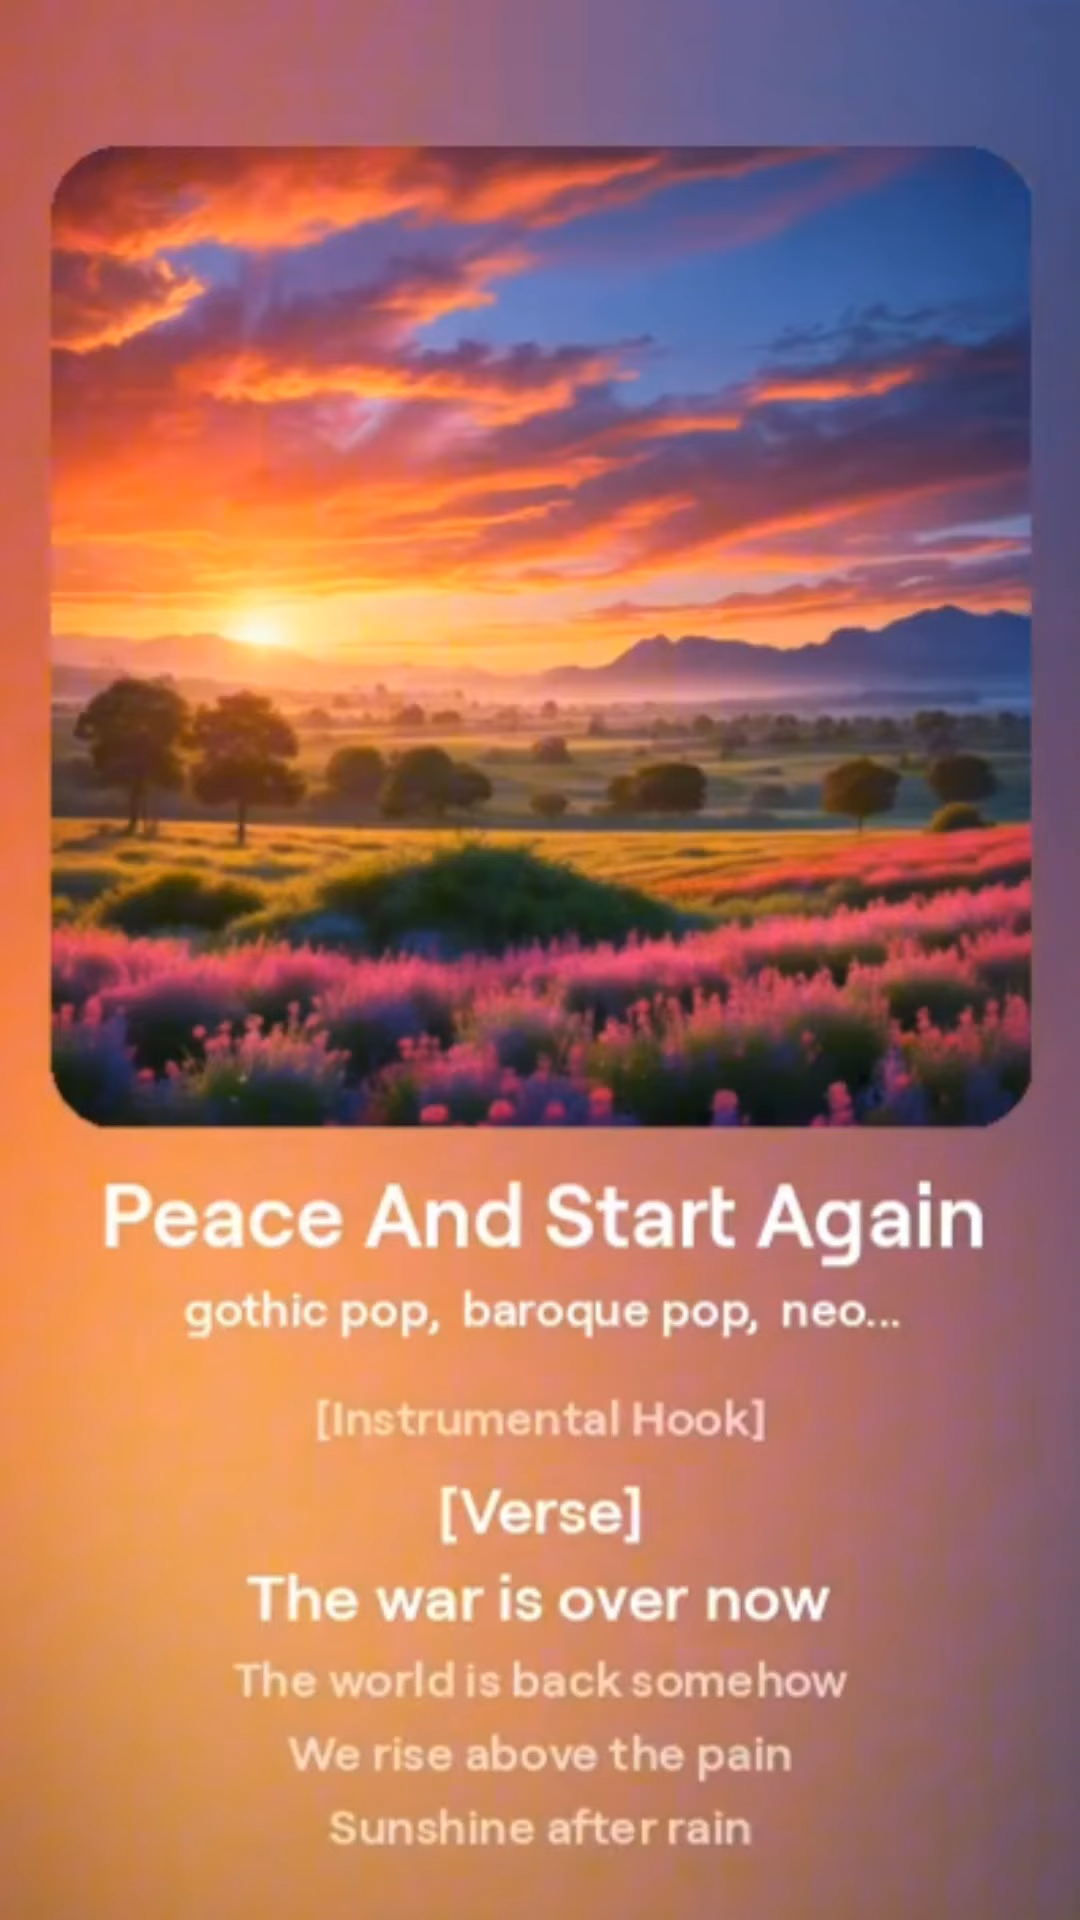 Peace And Start Again
gothic pop, baroque pop, neo...
[Instrumental Hook]
[Verse]
The war is over now
The world is back somehow
We rise above the pain
Sunshine after rain